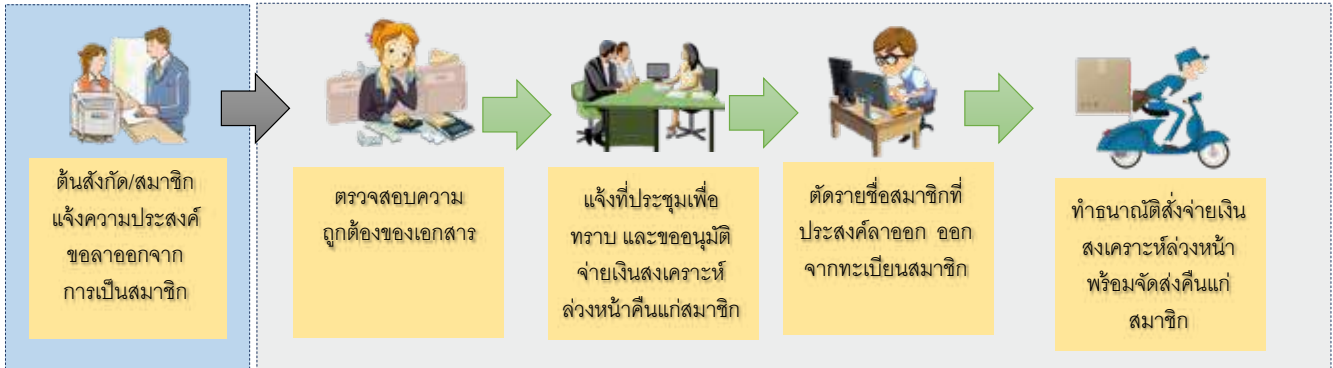 ต้นสังกัด/สมาชิก
แจ้งความประสงค์
ขอลาออกจาก
การเป็นสมาชิก
ตรวจสอบความ
ถูกต้องของเอกสาร
แจ้งที่ประชุมเพื่อ
ทราบ และขออนุมัติ
จ่ายเงินสงเคราะห์
ล่วงหน้าคืนแก่สมาชิก
ตัดรายชื่อสมาชิกที่
ประสงค์ลาออก ออก
จากทะเบียนสมาชิก
ทำธนาณัติสั่งจ่ายเงิน
สงเคราะห์ล่วงหน้า
พร้อมจัดส่งคืนแก่
สมาชิก